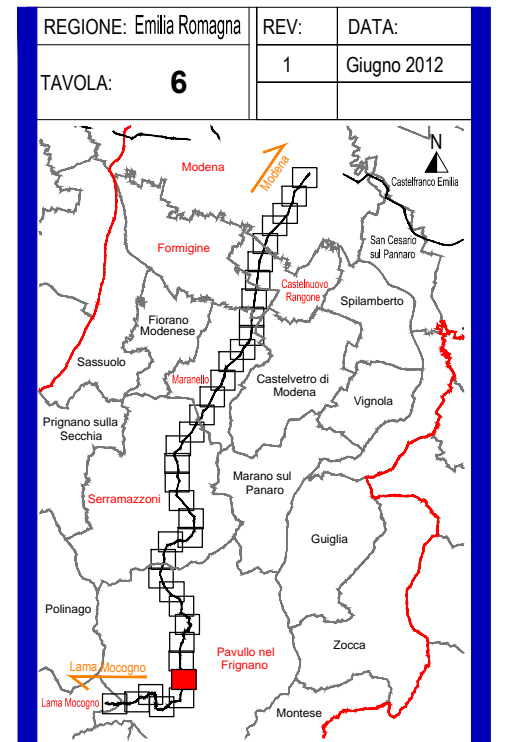 REGIONE: Emilia Romagna
REV:
DATA:
TAVOLA: 6
1
Giugno 2012
N
Modena
Modena
Castelfranco Emilia
Formigine
San Cesario
sul Pannaro
Castelnuovo
Rangone
Spilamberto
Fiorano
Modenese
Sassuolo
Maranello
Castelvetro di
Modena
Vignola
Prignano sulla
Secchia
Marano sul
Panaro
Serramazzoni
Guiglia
Polinago
Zocca
Pavullo nel
Frignano
Lama Mocogno
Lama Mocogno
Montese